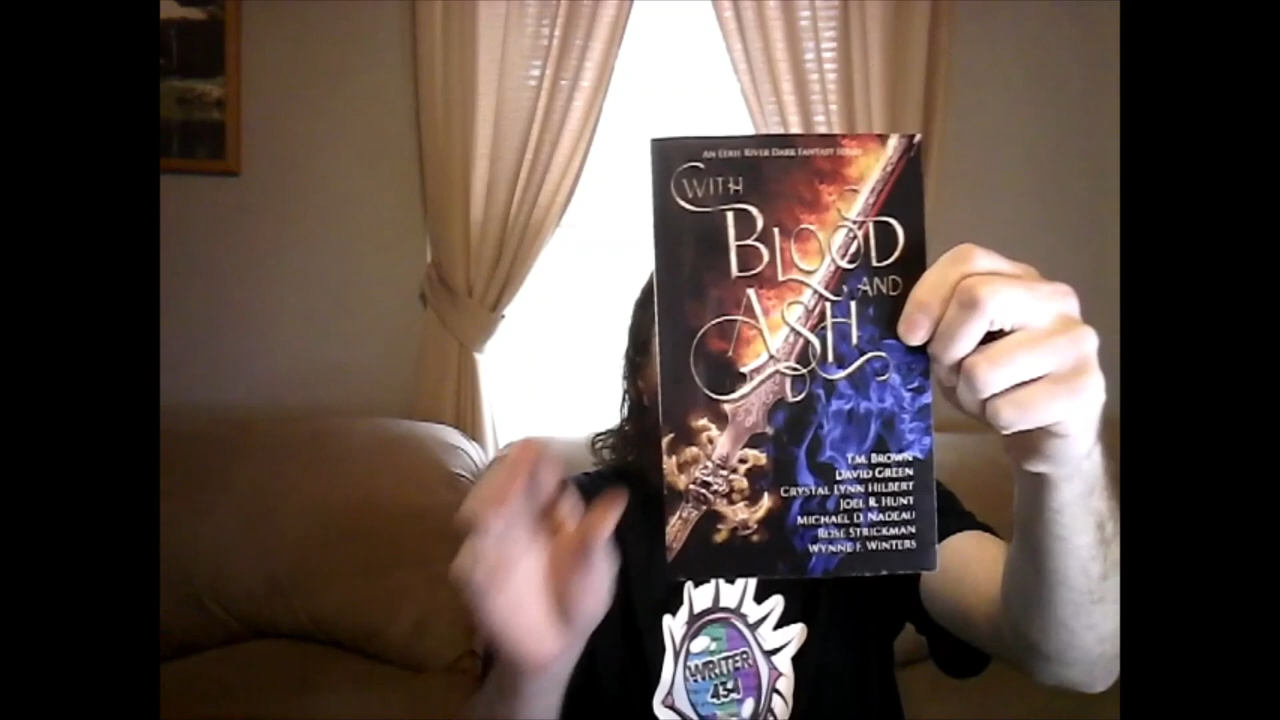 An Eerie River Dark Fantasy Series
With
Blood
and
Ash
T.M. Brown
David Green
Crystal Lynn Hilbert
Joel R. Hunt
Michael D. Nadeau
Rose Strickman
Wynne F. Winters
WRITER
434